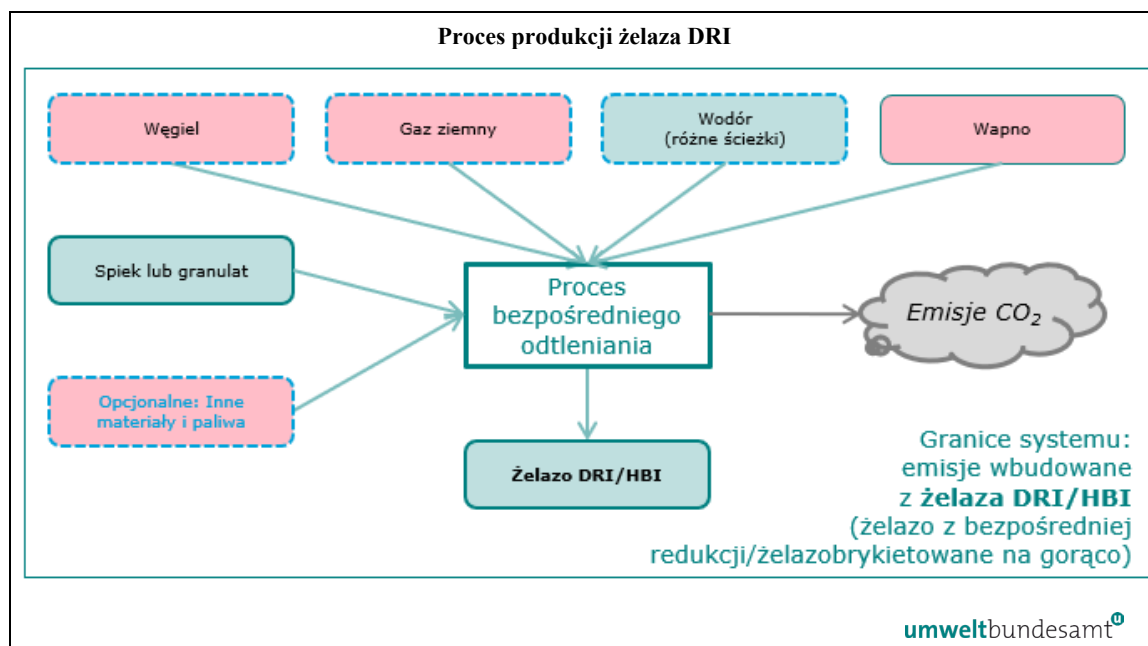 Proces produkcji żelaza DRI
Węgiel
Gaz ziemny
Wodór
(różne ścieżki)
Wapno
Spiek lub granulat
Proces
bezpośredniego
odtleniania
Emisje CO₂
Opcjonalne: Inne
materiały i paliwa
Żelazo DRI/HBI
Granice systemu:
emisje wbudowane
z żelaza DRI/HBI
(żelazo z bezpośredniej
redukcji/żelazobrykietowane na gorąco)
umweltbundesamt u